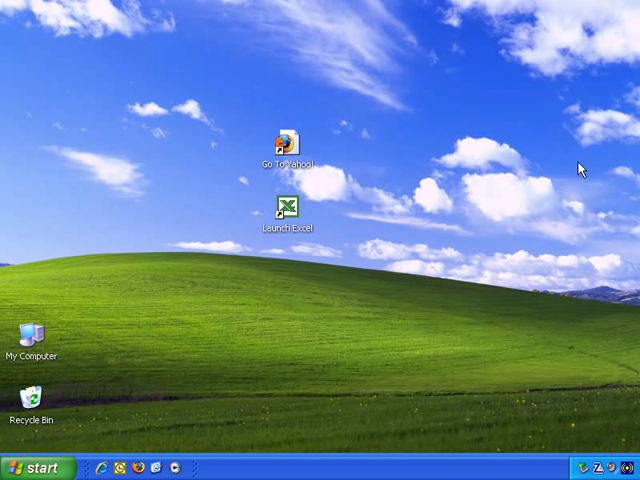 Go To Yahoo!
Launch Excel
My Computer
Recycle Bin
start